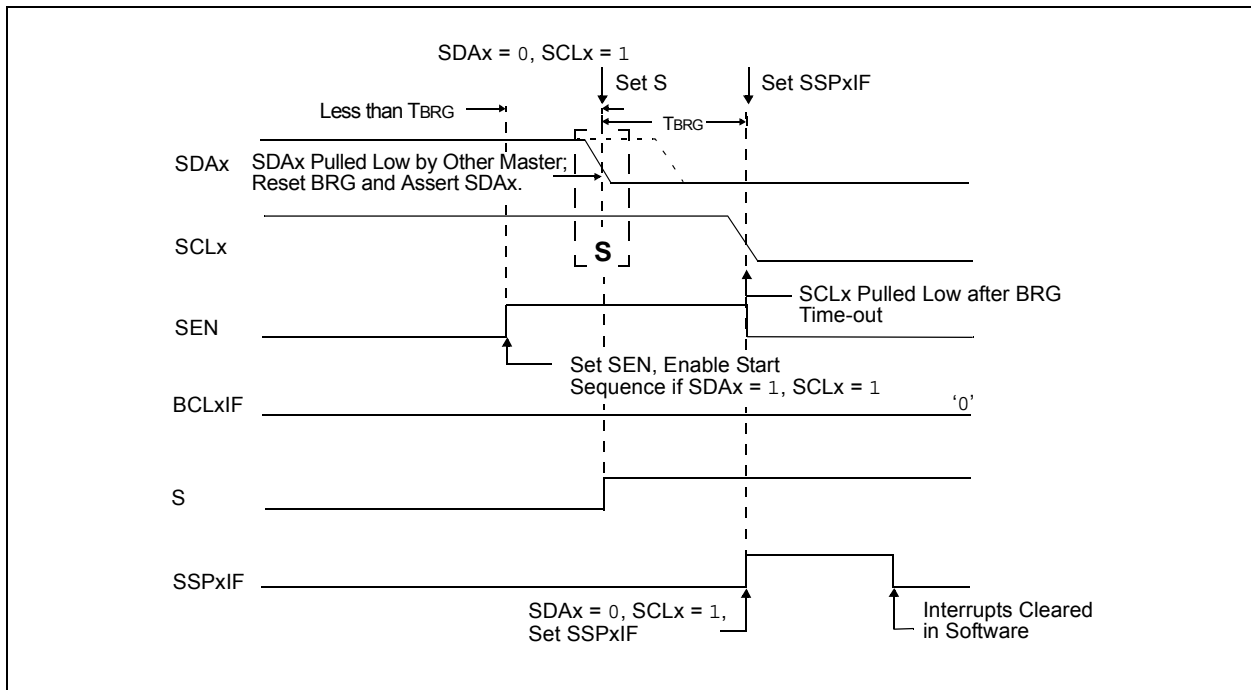 SDAx = 0, SCLx = 1
Set S
Set SSPxIF
Less than TBRG
TBRG
SDAx
SDAx Pulled Low by Other Master;
Reset BRG and Assert SDAx.
SCLx
S
SCLx Pulled Low after BRG
Time-out
SEN
Set SEN, Enable Start
Sequence if SDAx = 1, SCLx = 1
BCLxIF
‘0’
S
SSPxIF
SDAx = 0, SCLx = 1,
Set SSPxIF
Interrupts Cleared
in Software